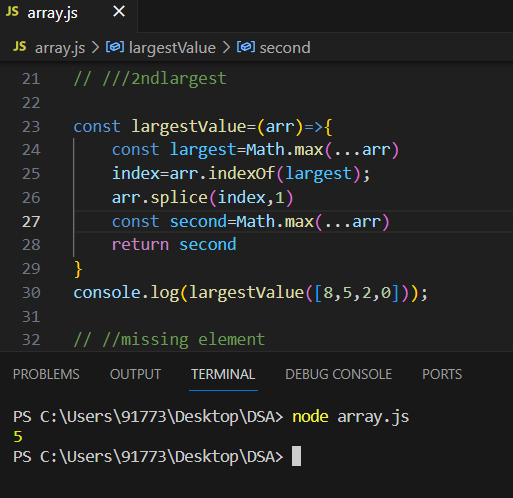 JS array.js ×
JS array.js > largestValue > second
21 // ///2ndlargest
22
23 const largestValue=(arr)=>{
24 const largest=Math.max(...arr)
25 index=arr.indexOf(largest);
26 arr.splice(index,1)
27 const second=Math.max(...arr)
28 return second
29 }
30 console.log(largestValue([8,5,2,0]));
31
32 // //missing element
PROBLEMS OUTPUT TERMINAL DEBUG CONSOLE PORTS
PS C:\Users\91773\Desktop\DSA> node array.js
5
PS C:\Users\91773\Desktop\DSA>